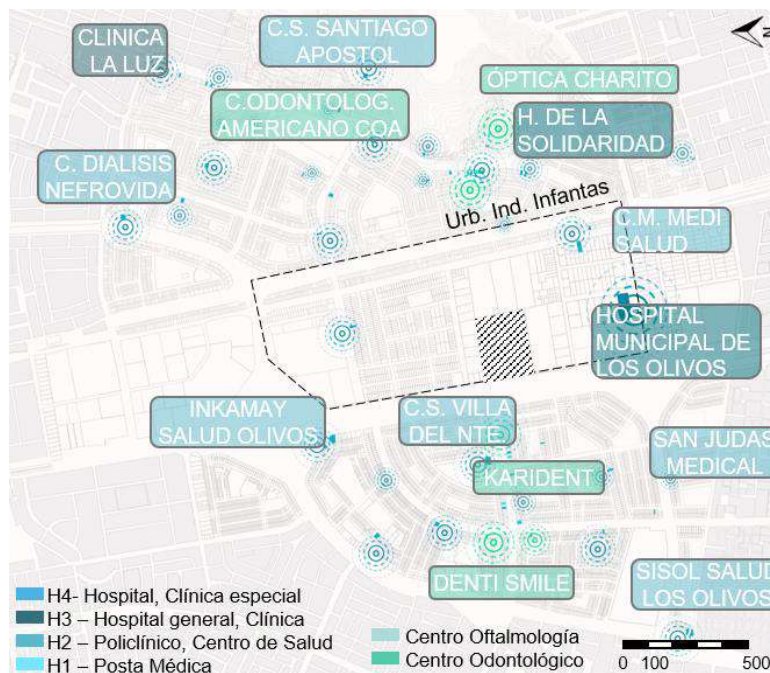 CLINICA
LA LUZ
C.S. SANTIAGO
APOSTOL
N
ÓPTICA CHARITO
C.ODONTOLOG.
AMERICANO COA
H. DE LA
SOLIDARIDAD
C. DIALISIS
NEFROVIDA
Urb. Ind. Infantas
C.M. MEDI
SALUD
HOSPITAL
MUNICIPAL DE
LOS OLIVOS
INKAMAY
SALUD OLIVOS
C.S. VILLA
DEL NTE
SAN JUDAS
MEDICAL
KARIDENT
DENTI SMILE
SISOL SALUD
LOS OLIVOS
H4- Hospital, Clínica especial
H3 – Hospital general, Clínica
H2 – Policlínico, Centro de Salud
H1 – Posta Médica
Centro Oftalmología
Centro Odontológico
0 100 500